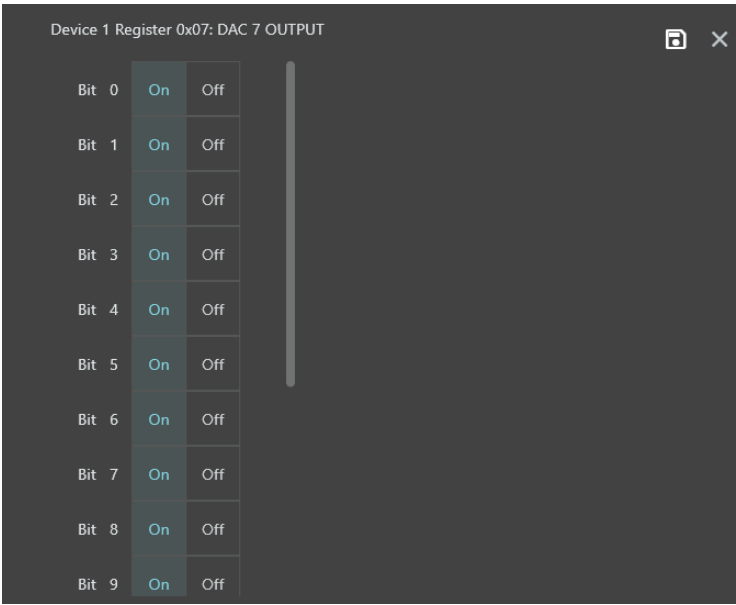 Device 1 Register 0x07: DAC 7 OUTPUT
Bit 0 On Off
Bit 1 On Off
Bit 2 On Off
Bit 3 On Off
Bit 4 On Off
Bit 5 On Off
Bit 6 On Off
Bit 7 On Off
Bit 8 On Off
Bit 9 On Off